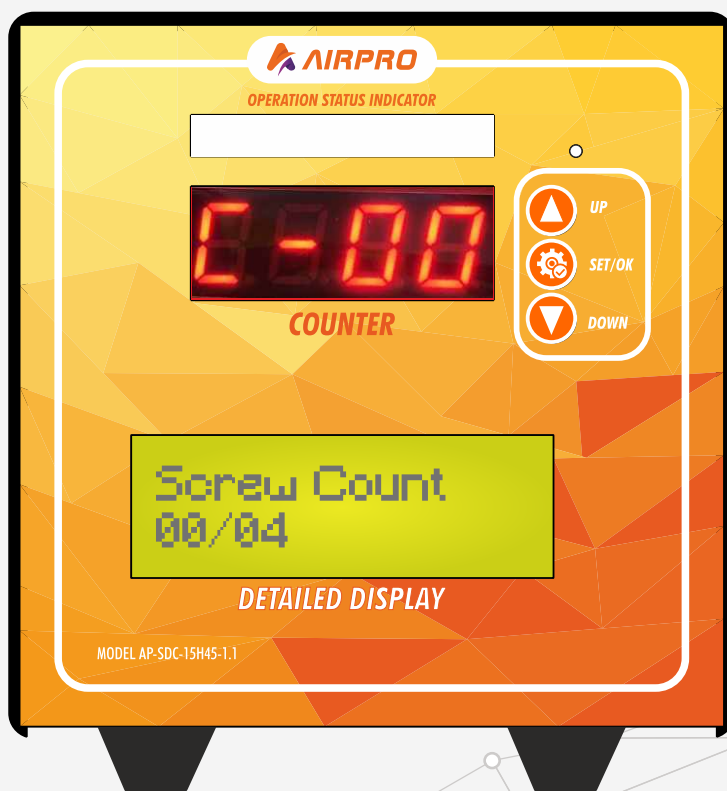 AIRPRO
OPERATION STATUS INDICATOR
C-00
UP
SET/OK
DOWN
COUNTER
Screw Count
00/04
DETAILED DISPLAY
MODEL AP-SDC-15H45-1.1